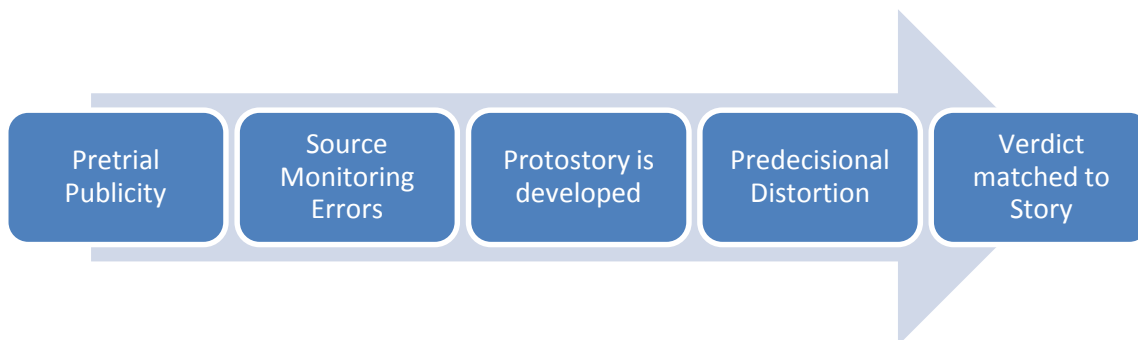 Pretrial
Publicity
Source
Monitoring
Errors
Protostory is
developed
Predecisional
Distortion
Verdict
matched to
Story